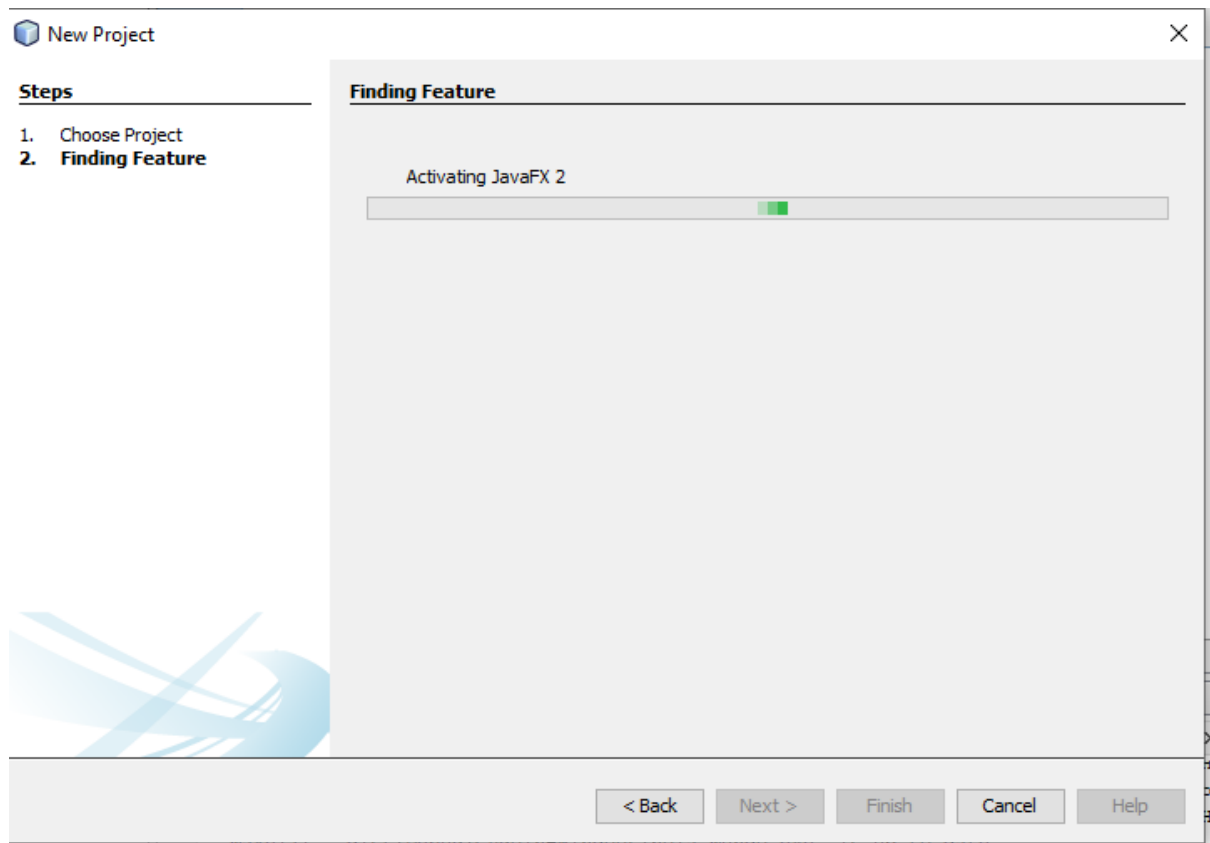 New Project
Steps
1. Choose Project
2. Finding Feature
Finding Feature
Activating JavaFX 2
< Back
Next >
Finish
Cancel
Help